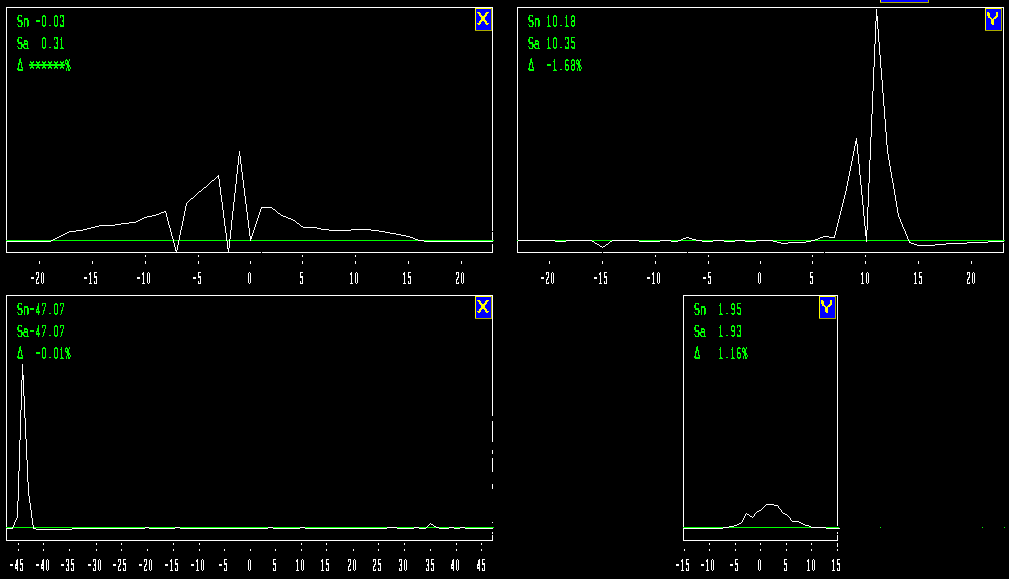 X
Sn -0.03
Sa 0.31
Δ ******%
-20 -15 -10 -5 0 5 10 15 20
Y
Sn 10.18
Sa 10.35
Δ -1.68%
-20 -15 -10 -5 0 5 10 15 20
X
Sn-47.07
Sa-47.07
Δ -0.01%
-45 -40 -35 -30 -25 -20 -15 -10 -5 0 5 10 15 20 25 30 35 40 45
Y
Sn 1.95
Sa 1.93
Δ 1.16%
-15 -10 -5 0 5 10 15